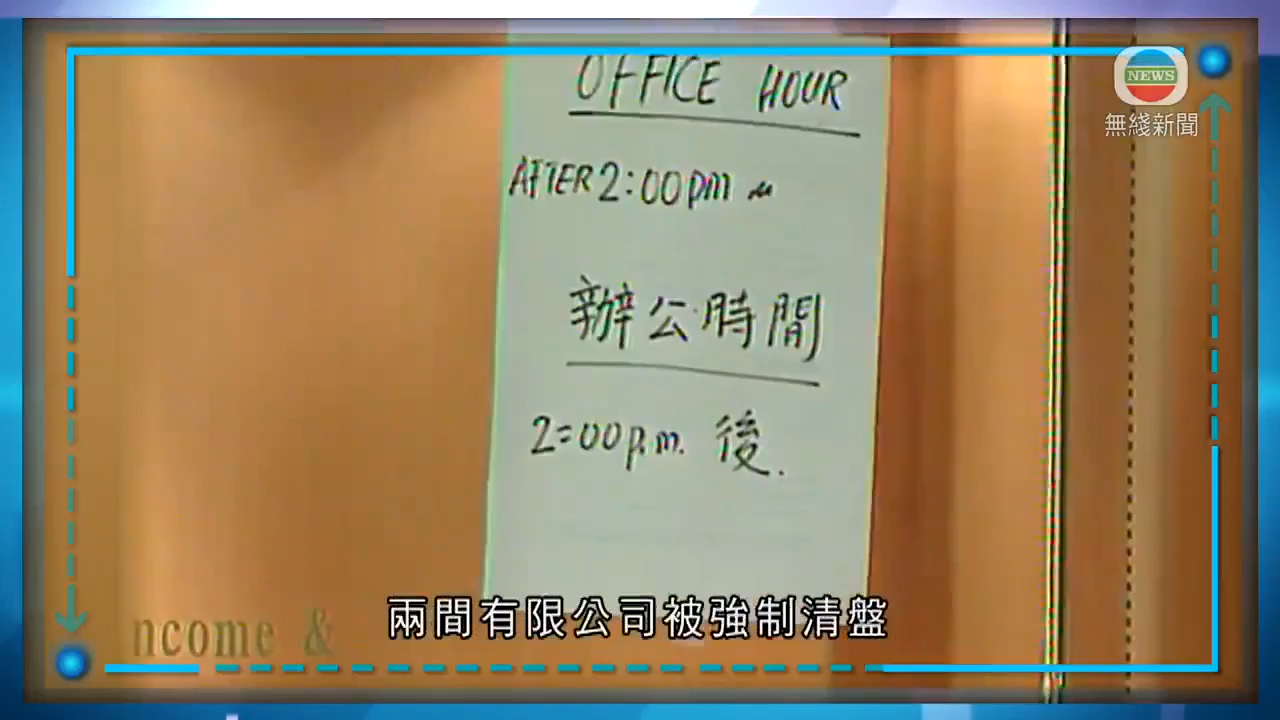 OFFICE HOUR
NEWS
無綫新聞
AFTER 2:00pm
辦公時間
2:00p.m. 後.
ncome &
兩間有限公司被強制清盤